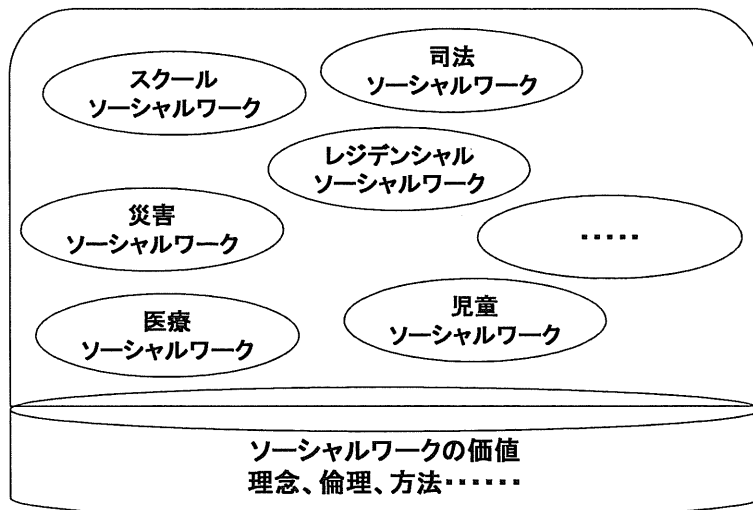 スクール
ソーシャルワーク
司法
ソーシャルワーク
レジデンシャル
ソーシャルワーク
災害
ソーシャルワーク
・・・・・
医療
ソーシャルワーク
児童
ソーシャルワーク
ソーシャルワークの価値
理念、倫理、方法・・・・・・